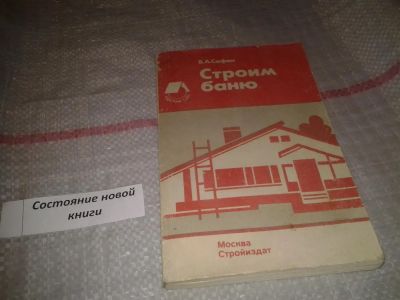 Строим
баню
Москва
Стройиздат
Состояние новой
книги